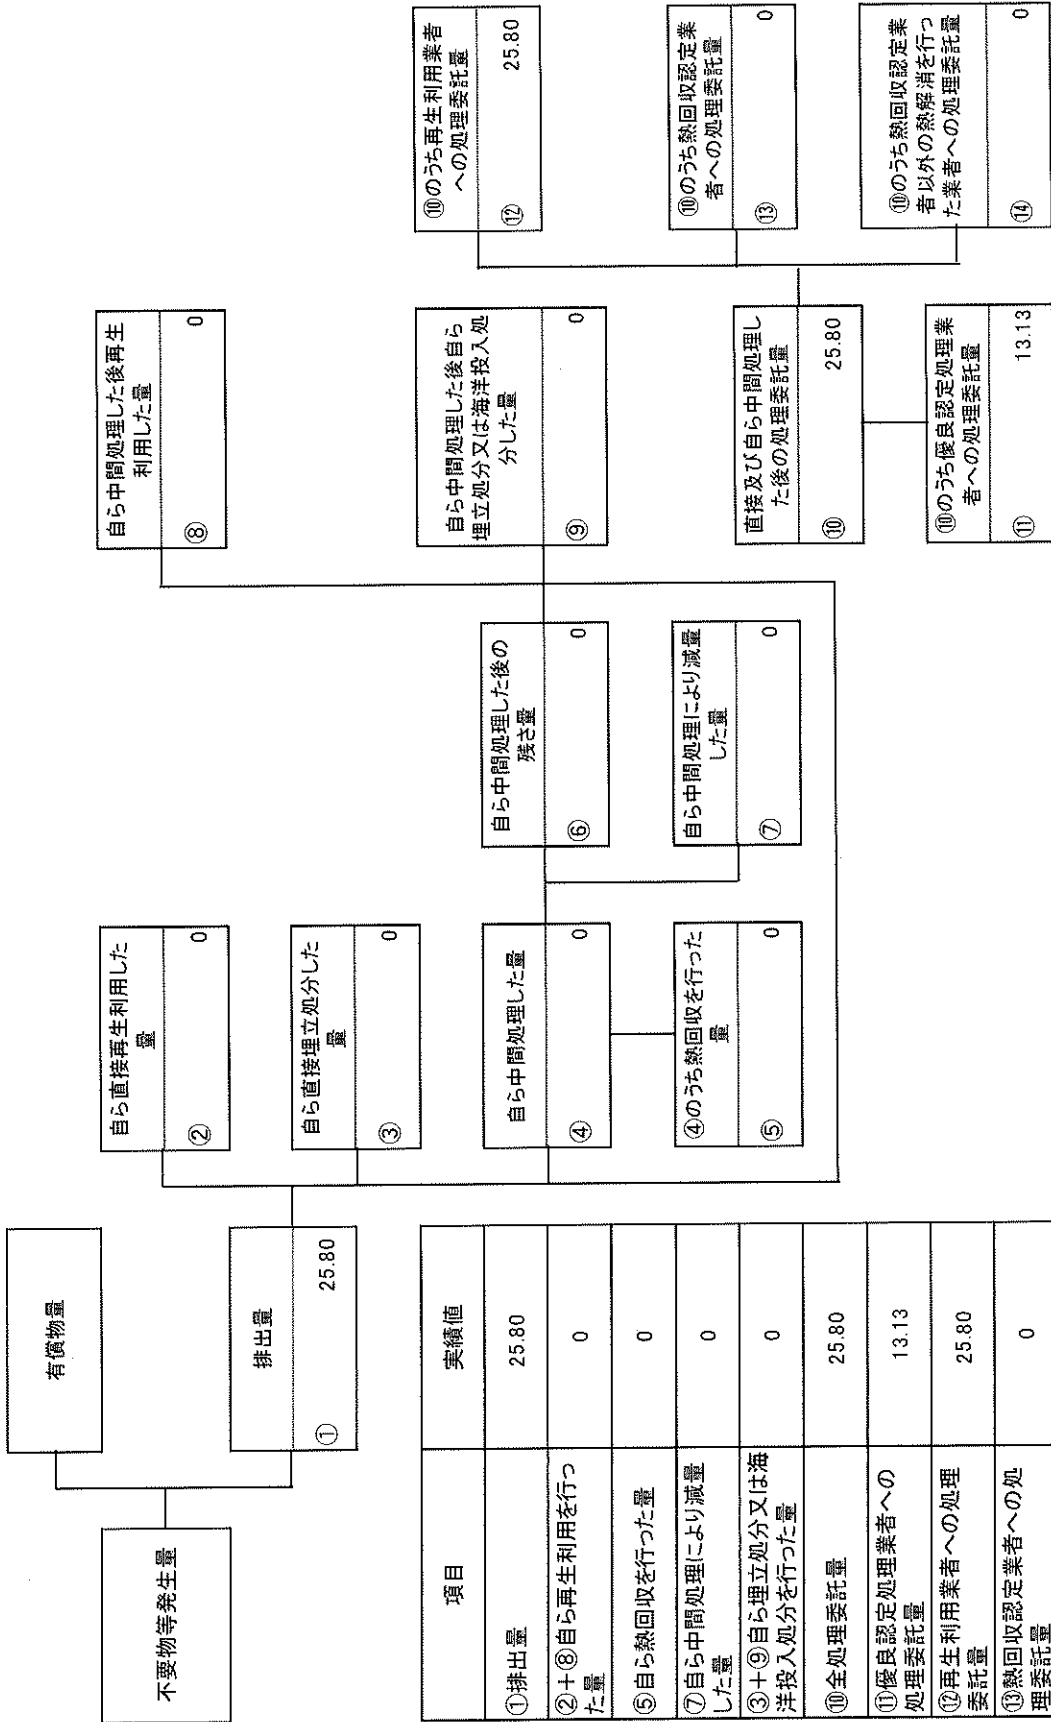 不要物等発生量
有償物量
排出量
① 25.80
自ら直接再生利用した
量
② 0
自ら直接埋立処分した
量
③ 0
自ら中間処理した量
④ 0
④のうち熱回収を行った
量
⑤ 0
自ら中間処理した後の
残さ量
⑥ 0
自ら中間処理により減量
した量
⑦ 0
自ら中間処理した後再生
利用した量
⑧ 0
自ら中間処理した後自ら
埋立処分又は海洋投入処
分した量
⑨ 0
直接及び自ら中間処理し
た後の処理委託量
⑩ 25.80
⑩のうち優良認定処理業
者への処理委託量
⑪ 13.13
⑩のうち再生利用業者
への処理委託量
⑫ 25.80
⑩のうち熱回収認定業
者への処理委託量
⑬ 0
⑩のうち熱回収認定業
者以外の熱解消を行っ
た業者への処理委託量
⑭ 0
項目 実績値
①排出量 25.80
②+⑧自ら再生利用を行っ
た量 0
⑤自ら熱回収を行った量 0
⑦自ら中間処理により減量
した量 0
③+⑨自ら埋立処分又は海
洋投入処分を行った量 0
⑩全処理委託量 25.80
⑪優良認定処理業者への
処理委託量 13.13
⑫再生利用業者への処理
委託量 25.80
⑬熱回収認定業者への処
理委託量 0